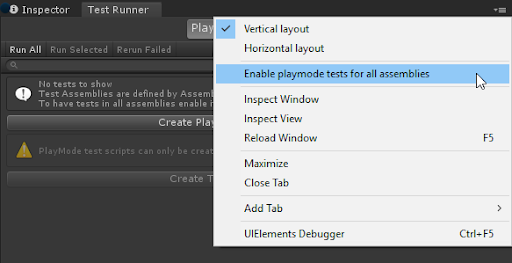 Inspector
Test Runner
Play
Run All
Run Selected
Rerun Failed
No tests to show
Test Assemblies are defined by Assem
To have tests in all assemblies enable
Create Play
PlayMode test scripts can only be creat
Create T
Vertical layout
Horizontal layout
Enable playmode tests for all assemblies
Inspect Window
Inspect View
Reload Window F5
Maximize
Close Tab
Add Tab
UIElements Debugger Ctrl+F5